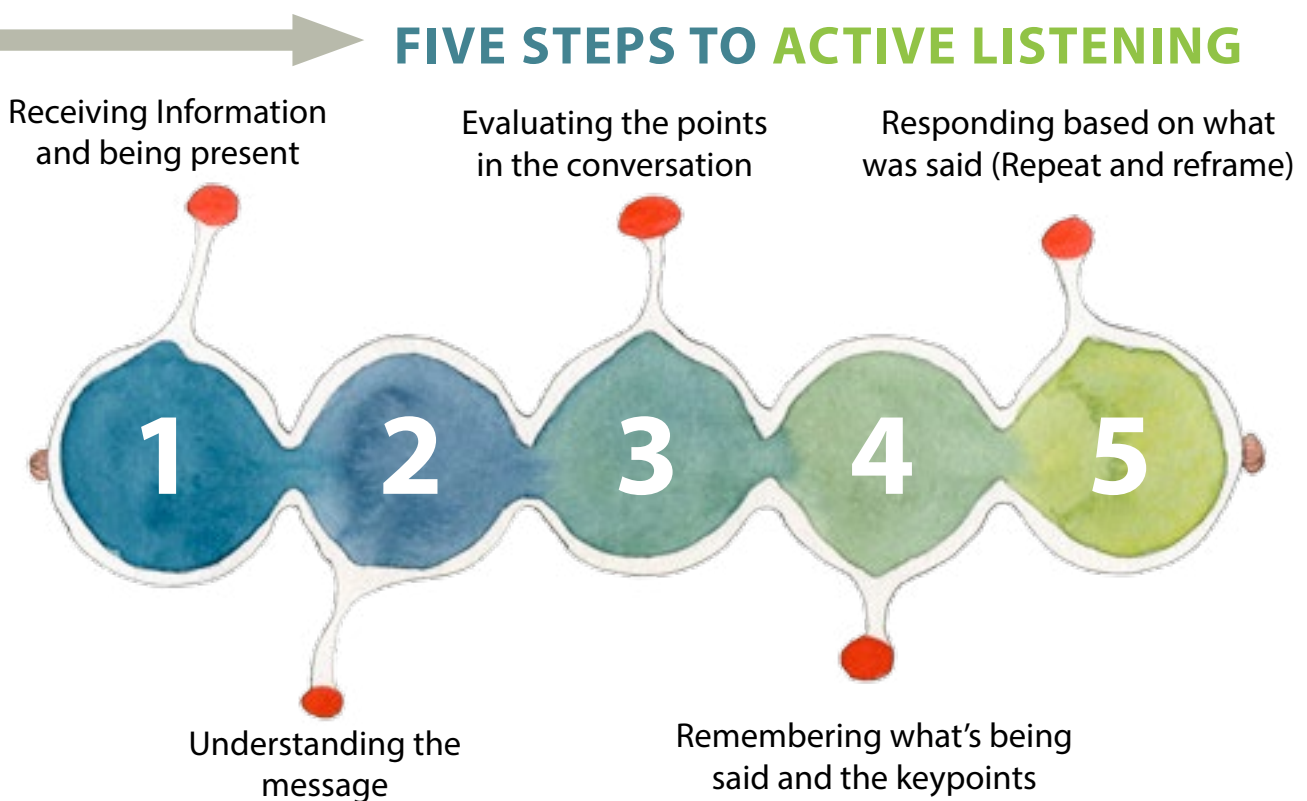 FIVE STEPS TO ACTIVE LISTENING
Receiving Information
and being present
Evaluating the points
in the conversation
Responding based on what
was said (Repeat and reframe)
1 2 3 4 5
Understanding the
message
Remembering what's being
said and the keypoints